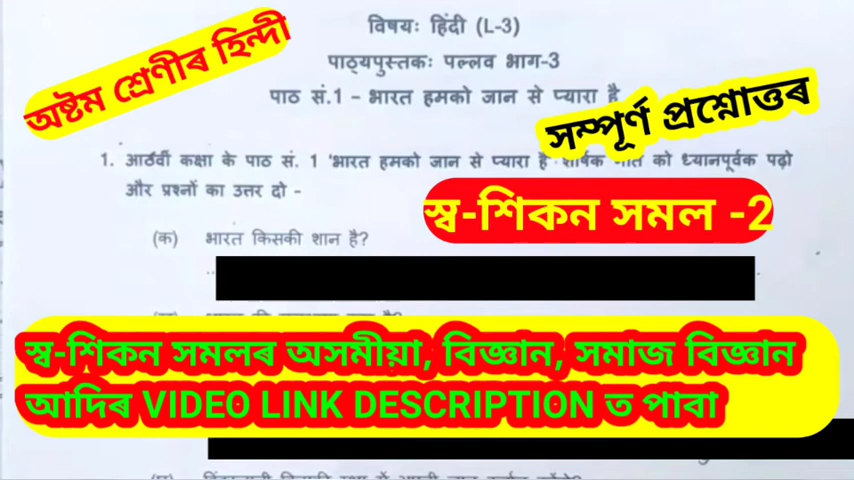 विषयः हिंदी (L-3)
पाठ्यपुस्तकः पल्लव भाग-3
पाठ सं.1 - भारत हमको जान से प्यारा है
অষ্টম শ্ৰেণীৰ হিন্দী
সম্পূৰ্ণ প্ৰশ্নোত্তৰ
1. आठवीं कक्षा के पाठ सं. 1 'भारत हमको जान से प्यारा है' शीर्षक गीत को ध्यानपूर्वक पढ़ो
और प्रश्नों का उत्तर दो -
স্ব-শিকন সমল -2
(क) भारत किसकी शान है?
স্ব-শিকন সমলৰ অসমীয়া, বিজ্ঞান, সমাজ বিজ্ঞান
আদিৰ VIDEO LINK DESCRIPTION ত পাবা